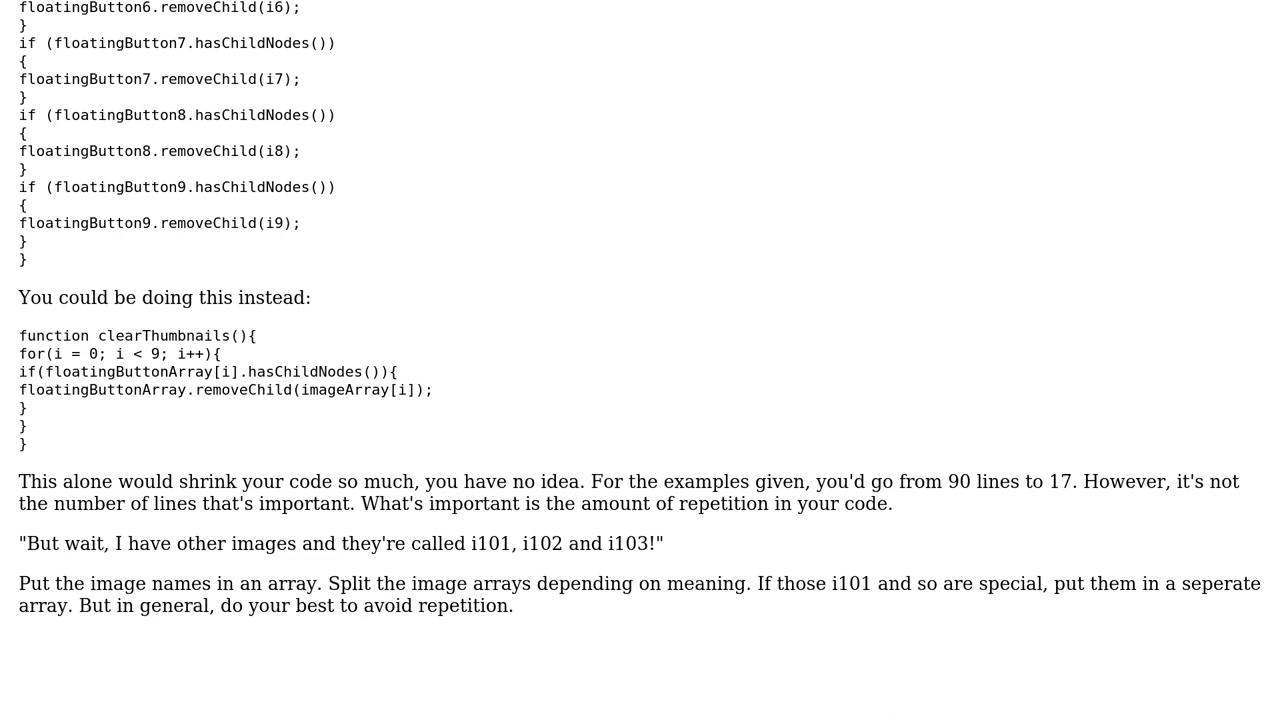 floatingButton6.removeChild(i6);
}
if (floatingButton7.hasChildNodes())
{
floatingButton7.removeChild(i7);
}
if (floatingButton8.hasChildNodes())
{
floatingButton8.removeChild(i8);
}
if (floatingButton9.hasChildNodes())
{
floatingButton9.removeChild(i9);
}
}
You could be doing this instead:
function clearThumbnails(){
for(i = 0; i < 9; i++){
if(floatingButtonArray[i].hasChildNodes()){
floatingButtonArray.removeChild(imageArray[i]);
}
}
}
This alone would shrink your code so much, you have no idea. For the examples given, you'd go from 90 lines to 17. However, it's not
the number of lines that's important. What's important is the amount of repetition in your code.
"But wait, I have other images and they're called i101, i102 and i103!"
Put the image names in an array. Split the image arrays depending on meaning. If those i101 and so are special, put them in a seperate
array. But in general, do your best to avoid repetition.